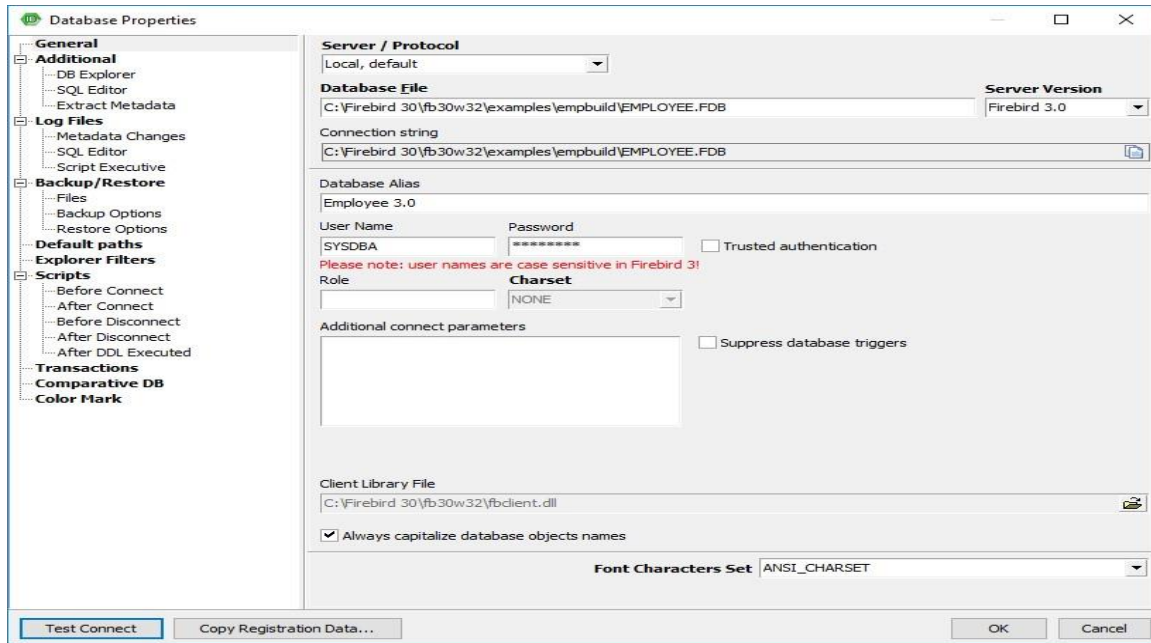 Database Properties
General
Additional
DB Explorer
SQL Editor
Extract Metadata
Log Files
Metadata Changes
SQL Editor
Script Executive
Backup/Restore
Files
Backup Options
Restore Options
Default paths
Explorer Filters
Scripts
Before Connect
After Connect
Before Disconnect
After Disconnect
After DDL Executed
Transactions
Comparative DB
Color Mark
Server / Protocol
Local, default
Database File
Server Version
C:\Firebird 30\fb30w32\examples\empbuild\EMPLOYEE.FDB
Firebird 3.0
Connection string
C:\Firebird 30\fb30w32\examples\empbuild\EMPLOYEE.FDB
Database Alias
Employee 3.0
User Name
Password
SYSDBA
********
Trusted authentication
Please note: user names are case sensitive in Firebird 3!
Role
Charset
NONE
Additional connect parameters
Suppress database triggers
Client Library File
C:\Firebird 30\fb30w32\fbclient.dll
Always capitalize database objects names
Font Characters Set
ANSI_CHARSET
Test Connect
Copy Registration Data...
OK
Cancel